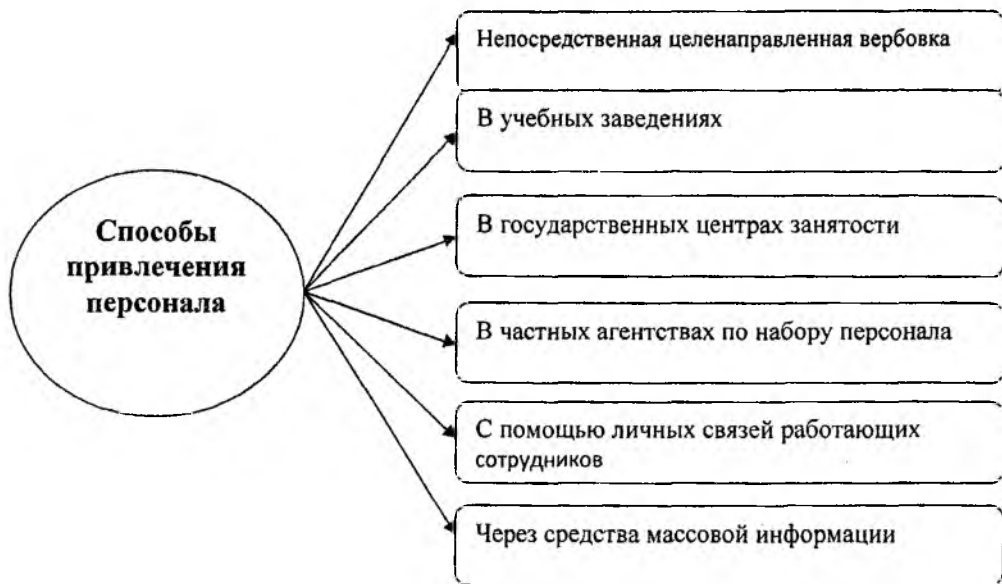 Способы
привлечения
персонала
Непосредственная целенаправленная вербовка
В учебных заведениях
В государственных центрах занятости
В частных агентствах по набору персонала
С помощью личных связей работающих
сотрудников
Через средства массовой информации